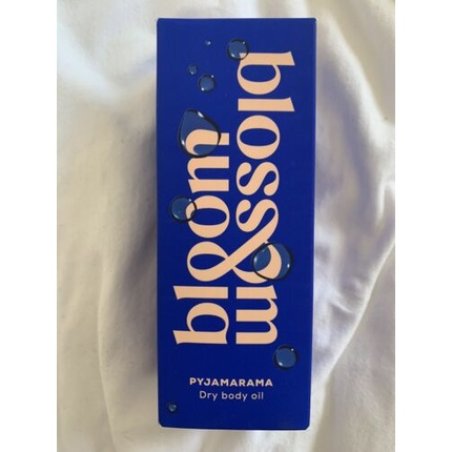 bloom
&
blossom
PYJAMARAMA
Dry body oil